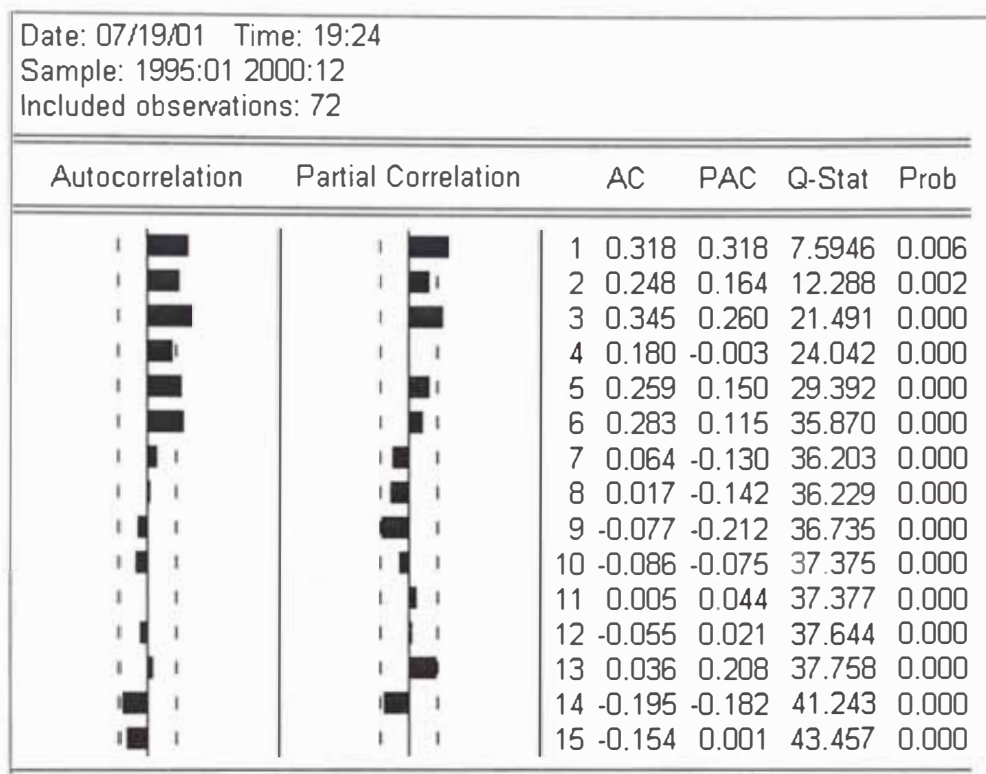 Date: 07/19/01 Time: 19:24
Sample: 1995:01 2000:12
Included observations: 72
Autocorrelation Partial Correlation AC PAC Q-Stat Prob
1 0.318 0.318 7.5946 0.006
2 0.248 0.164 12.288 0.002
3 0.345 0.260 21.491 0.000
4 0.180 -0.003 24.042 0.000
5 0.259 0.150 29.392 0.000
6 0.283 0.115 35.870 0.000
7 0.064 -0.130 36.203 0.000
8 0.017 -0.142 36.229 0.000
9 -0.077 -0.212 36.735 0.000
10 -0.086 -0.075 37.375 0.000
11 0.005 0.044 37.377 0.000
12 -0.055 0.021 37.644 0.000
13 0.036 0.208 37.758 0.000
14 -0.195 -0.182 41.243 0.000
15 -0.154 0.001 43.457 0.000